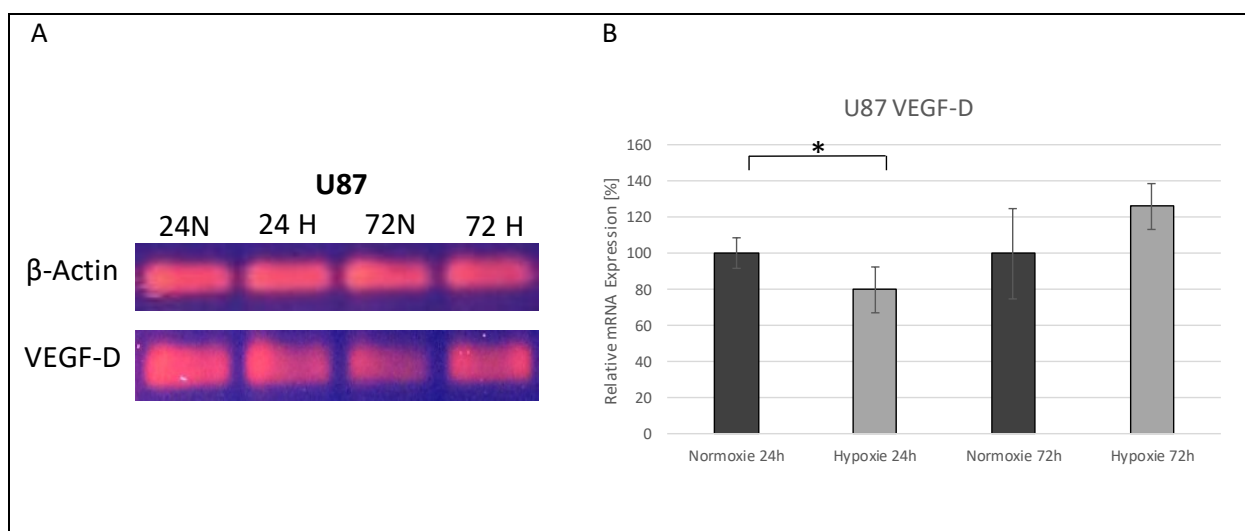 A
U87
24N 24 H 72N 72 H
β-Actin
VEGF-D
B
U87 VEGF-D
Relative mRNA Expression [%]
160
140
120
100
80
60
40
20
0
*
Normoxie 24h Hypoxie 24h Normoxie 72h Hypoxie 72h